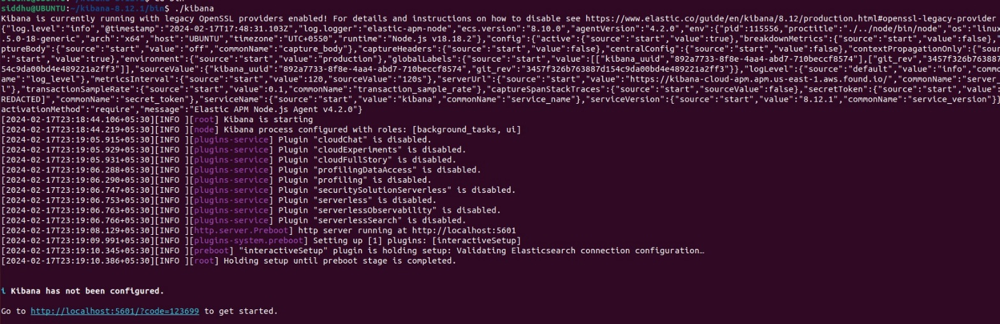 siddhu@UBUNTU:~/kibana-8.12.1/bin$ ./kibana
Kibana is currently running with legacy OpenSSL providers enabled! For details and instructions on how to disable see https://www.elastic.co/guide/en/kibana/8.12/production.html#openssl-legacy-provider
{"log.level":"info","@timestamp":"2024-02-17T17:48:31.103Z","log.logger":"elastic-apm-node","ecs.version":"8.10.0","agentVersion":"4.2.0","env":{"pid":115556,"proctitle":"./../node/bin/node","os":"linux
.5.0-18-generic","arch":"x64","host":"UBUNTU","timezone":"UTC+0550","runtime":"Node.js v18.18.2"},"config":{"active":{"source":"start","value":true},"breakdownMetrics":{"source":"start","value":false},"
ptureBody":{"source":"start","value":"off","commonName":"capture_body"},"captureHeaders":{"source":"start","value":false},"centralConfig":{"source":"start","value":false},"contextPropagationOnly":{"sour
":"start","value":true},"environment":{"source":"start","value":"production"},"globalLabels":{"source":"start","value":[["kibana_uuid","892a7733-8f8e-4aa4-abd7-710beccf8574"],["git_rev","3457f326b763887
54c9da00bd4e489221a2ff3"]],"sourceValue":{"kibana_uuid":"892a7733-8f8e-4aa4-abd7-710beccf8574","git_rev":"3457f326b763887d154c9da00bd4e489221a2ff3"}},"logLevel":{"source":"default","value":"info","commo
ame":"log_level"},"metricsInterval":{"source":"start","value":120,"sourceValue":"120s"},"serverUrl":{"source":"start","value":"https://kibana-cloud-apm.apm.us-east-1.aws.found.io/","commonName":"server_
l"},"transactionSampleRate":{"source":"start","value":0.1,"commonName":"transaction_sample_rate"},"captureSpanStackTraces":{"source":"start","sourceValue":false},"secretToken":{"source":"start","value":
REDACTED]","commonName":"secret_token"},"serviceName":{"source":"start","value":"kibana","commonName":"service_name"},"serviceVersion":{"source":"start","value":"8.12.1","commonName":"service_version"}}
activationMethod":"require","message":"Elastic APM Node.js Agent v4.2.0"}
[2024-02-17T23:18:44.106+05:30][INFO ][root] Kibana is starting
[2024-02-17T23:18:44.219+05:30][INFO ][node] Kibana process configured with roles: [background_tasks, ui]
[2024-02-17T23:19:05.915+05:30][INFO ][plugins-service] Plugin "cloudChat" is disabled.
[2024-02-17T23:19:05.929+05:30][INFO ][plugins-service] Plugin "cloudExperiments" is disabled.
[2024-02-17T23:19:05.931+05:30][INFO ][plugins-service] Plugin "cloudFullStory" is disabled.
[2024-02-17T23:19:06.288+05:30][INFO ][plugins-service] Plugin "profilingDataAccess" is disabled.
[2024-02-17T23:19:06.290+05:30][INFO ][plugins-service] Plugin "profiling" is disabled.
[2024-02-17T23:19:06.747+05:30][INFO ][plugins-service] Plugin "securitySolutionServerless" is disabled.
[2024-02-17T23:19:06.753+05:30][INFO ][plugins-service] Plugin "serverless" is disabled.
[2024-02-17T23:19:06.763+05:30][INFO ][plugins-service] Plugin "serverlessObservability" is disabled.
[2024-02-17T23:19:06.766+05:30][INFO ][plugins-service] Plugin "serverlessSearch" is disabled.
[2024-02-17T23:19:08.129+05:30][INFO ][http.server.Preboot] http server running at http://localhost:5601
[2024-02-17T23:19:09.991+05:30][INFO ][plugins-system.preboot] Setting up [1] plugins: [interactiveSetup]
[2024-02-17T23:19:10.345+05:30][INFO ][preboot] "interactiveSetup" plugin is holding setup: Validating Elasticsearch connection configuration…
[2024-02-17T23:19:10.386+05:30][INFO ][root] Holding setup until preboot stage is completed.
i Kibana has not been configured.
Go to http://localhost:5601/?code=123699 to get started.